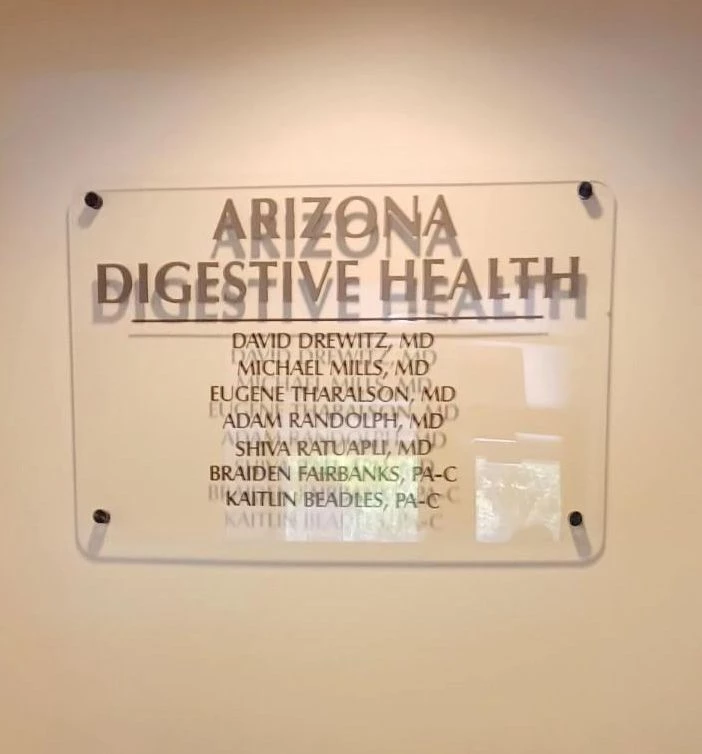 ARIZONA
DIGESTIVE HEALTH
DAVID DREWITZ, MD
MICHAEL MILLS, MD
EUGENE THARALSON, MD
ADAM RANDOLPH, MD
SHIVA RATUAPLI, MD
BRAIDEN FAIRBANKS, PA-C
KAITLIN BEADLES, PA-C